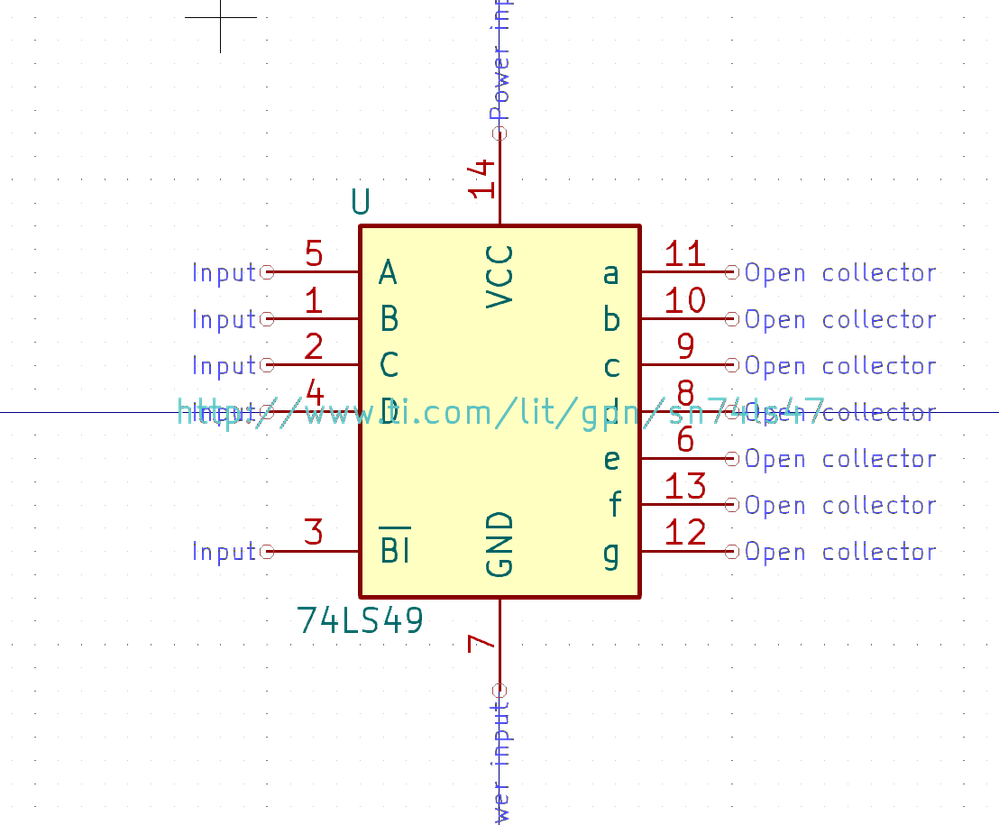 Power inp
14
U
VCC
Input 5 A a 11 Open collector
Input 1 B b 10 Open collector
Input 2 C c 9 Open collector
Input 4 D d 8 Open collector
http://www.ti.com/lit/gpn/sn74ls47
e 6 Open collector
f 13 Open collector
Input 3 BI g 12 Open collector
GND
74LS49
7
wer input